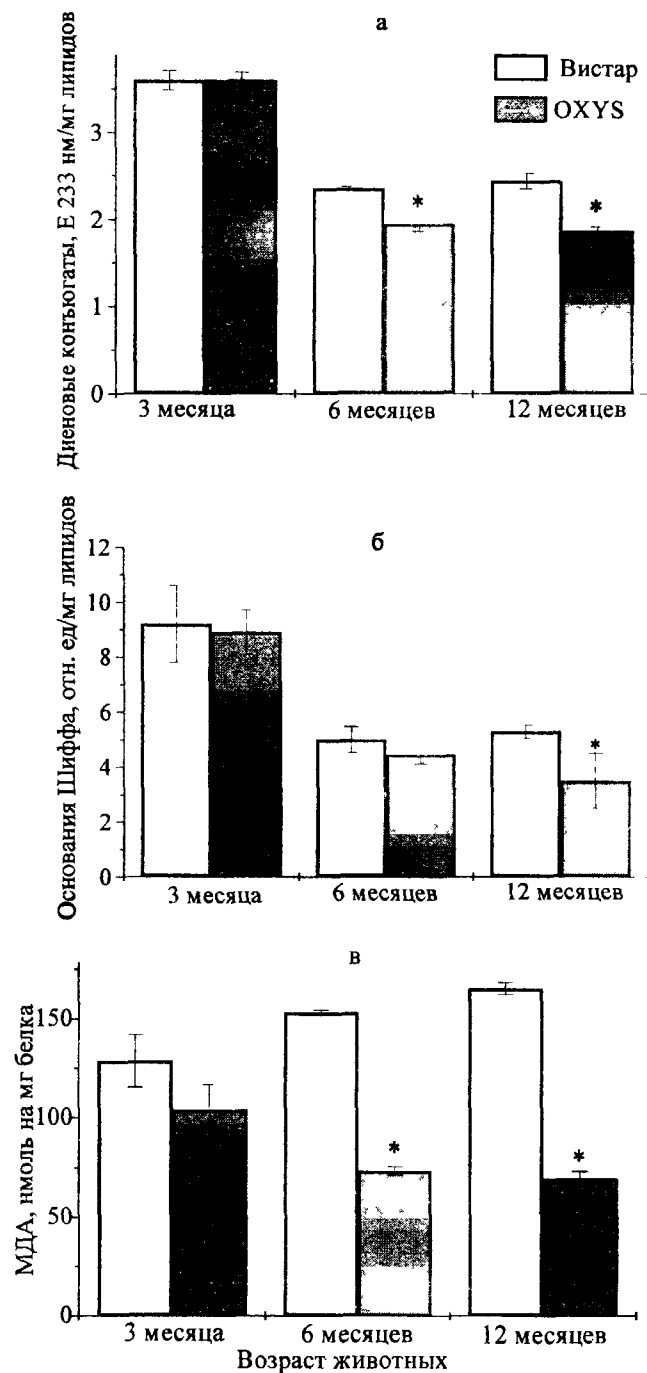 а
Вистар
OXYS
Диеновые конъюгаты, Е 233 нм/мг липидов
3
2
1
0
*
*
3 месяца
6 месяцев
12 месяцев
б
Основания Шиффа, отн. ед/мг липидов
12
10
8
6
4
2
0
*
3 месяца
6 месяцев
12 месяцев
в
МДА, нмоль на мг белка
150
100
50
0
*
*
3 месяца
6 месяцев
12 месяцев
Возраст животных